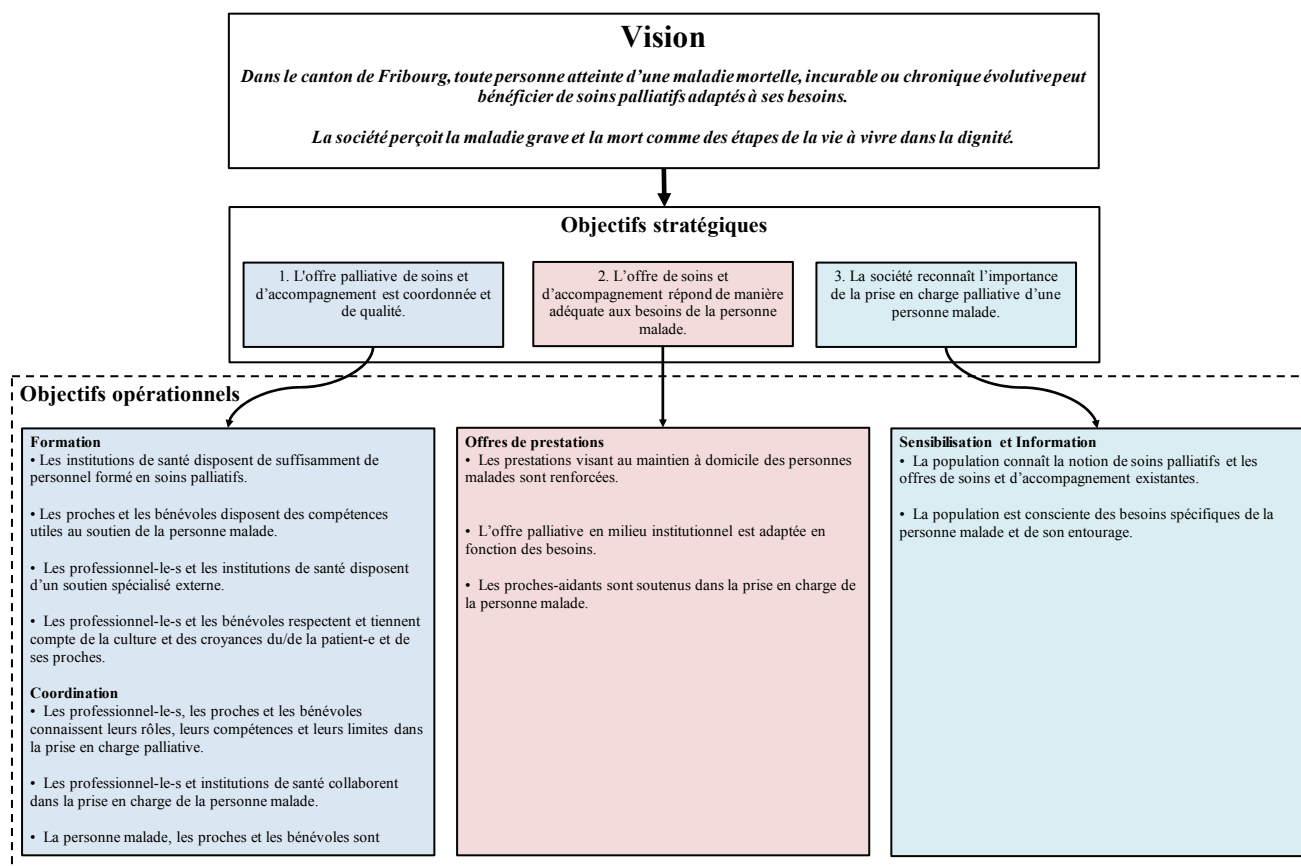 Vision
Dans le canton de Fribourg, toute personne atteinte d’une maladie mortelle, incurable ou chronique évolutive peut
bénéficier de soins palliatifs adaptés à ses besoins.
La société perçoit la maladie grave et la mort comme des étapes de la vie à vivre dans la dignité.
Objectifs stratégiques
1. L'offre palliative de soins et
d’accompagnement est coordonnée et
de qualité.
2. L’offre de soins et
d’accompagnement répond de manière
adéquate aux besoins de la personne
malade.
3. La société reconnaît l’importance
de la prise en charge palliative d’une
personne malade.
Objectifs opérationnels
Formation
• Les institutions de santé disposent de suffisamment de
personnel formé en soins palliatifs.
• Les proches et les bénévoles disposent des compétences
utiles au soutien de la personne malade.
• Les professionnel-le-s et les institutions de santé disposent
d’un soutien spécialisé externe.
• Les professionnel-le-s et les bénévoles respectent et tiennent
compte de la culture et des croyances du/de la patient-e et de
ses proches.
Coordination
• Les professionnel-le-s, les proches et les bénévoles
connaissent leurs rôles, leurs compétences et leurs limites dans
la prise en charge palliative.
• Les professionnel-le-s et institutions de santé collaborent
dans la prise en charge de la personne malade.
• La personne malade, les proches et les bénévoles sont
Offres de prestations
• Les prestations visant au maintien à domicile des personnes
malades sont renforcées.
• L’offre palliative en milieu institutionnel est adaptée en
fonction des besoins.
• Les proches-aidants sont soutenus dans la prise en charge de
la personne malade.
Sensibilisation et Information
• La population connaît la notion de soins palliatifs et les
offres de soins et d’accompagnement existantes.
• La population est consciente des besoins spécifiques de la
personne malade et de son entourage.